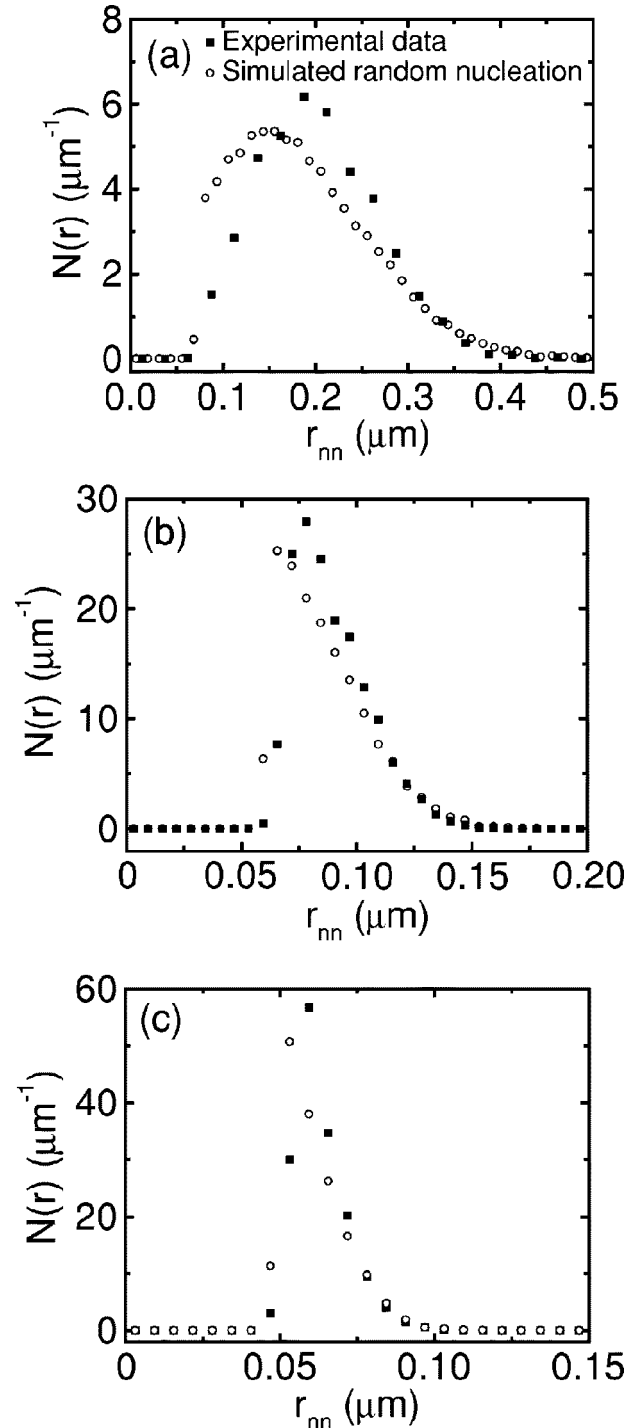 (a)
Experimental data
Simulated random nucleation
8
6
4
2
0
N(r) (μm⁻¹)
0.0 0.1 0.2 0.3 0.4 0.5
rₙₙ (μm)
(b)
30
20
10
0
N(r) (μm⁻¹)
0 0.05 0.10 0.15 0.20
rₙₙ (μm)
(c)
60
40
20
0
N(r) (μm⁻¹)
0 0.05 0.10 0.15
rₙₙ (μm)